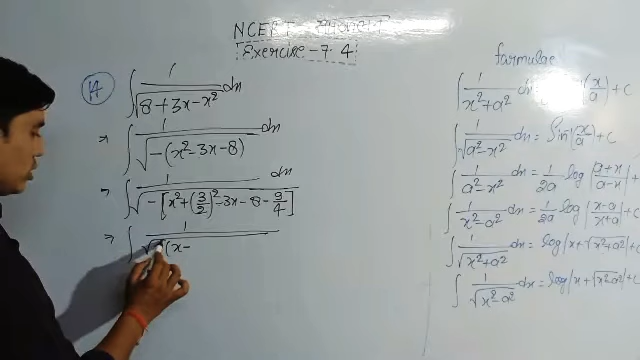 NCERT
Exercise - 7.4
14
∫ 1/√(8+3x-x²) dx
⇒ ∫ 1/√(-(x²-3x-8)) dx
⇒ ∫ 1/√(-[x²+(3/2)²-3x-8-9/4]) dx
⇒ ∫ 1/√(-[(x-
formulae
∫ 1/(x²+a²) dx (x/a)+c
∫ 1/√(a²-x²) dx = Sin (x/a)+c
∫ 1/(a²-x²) dx = 1/2a log |(a+x)/(a-x)| +
∫ 1/(x²-a²) dx = 1/2a log |(x-a)/(x+a)| +c
∫ 1/√(x²+a²) dx = log |x+√(x²+a²)| +c
∫ 1/√(x²-a²) dx = log |x+√(x²-a²)| +c